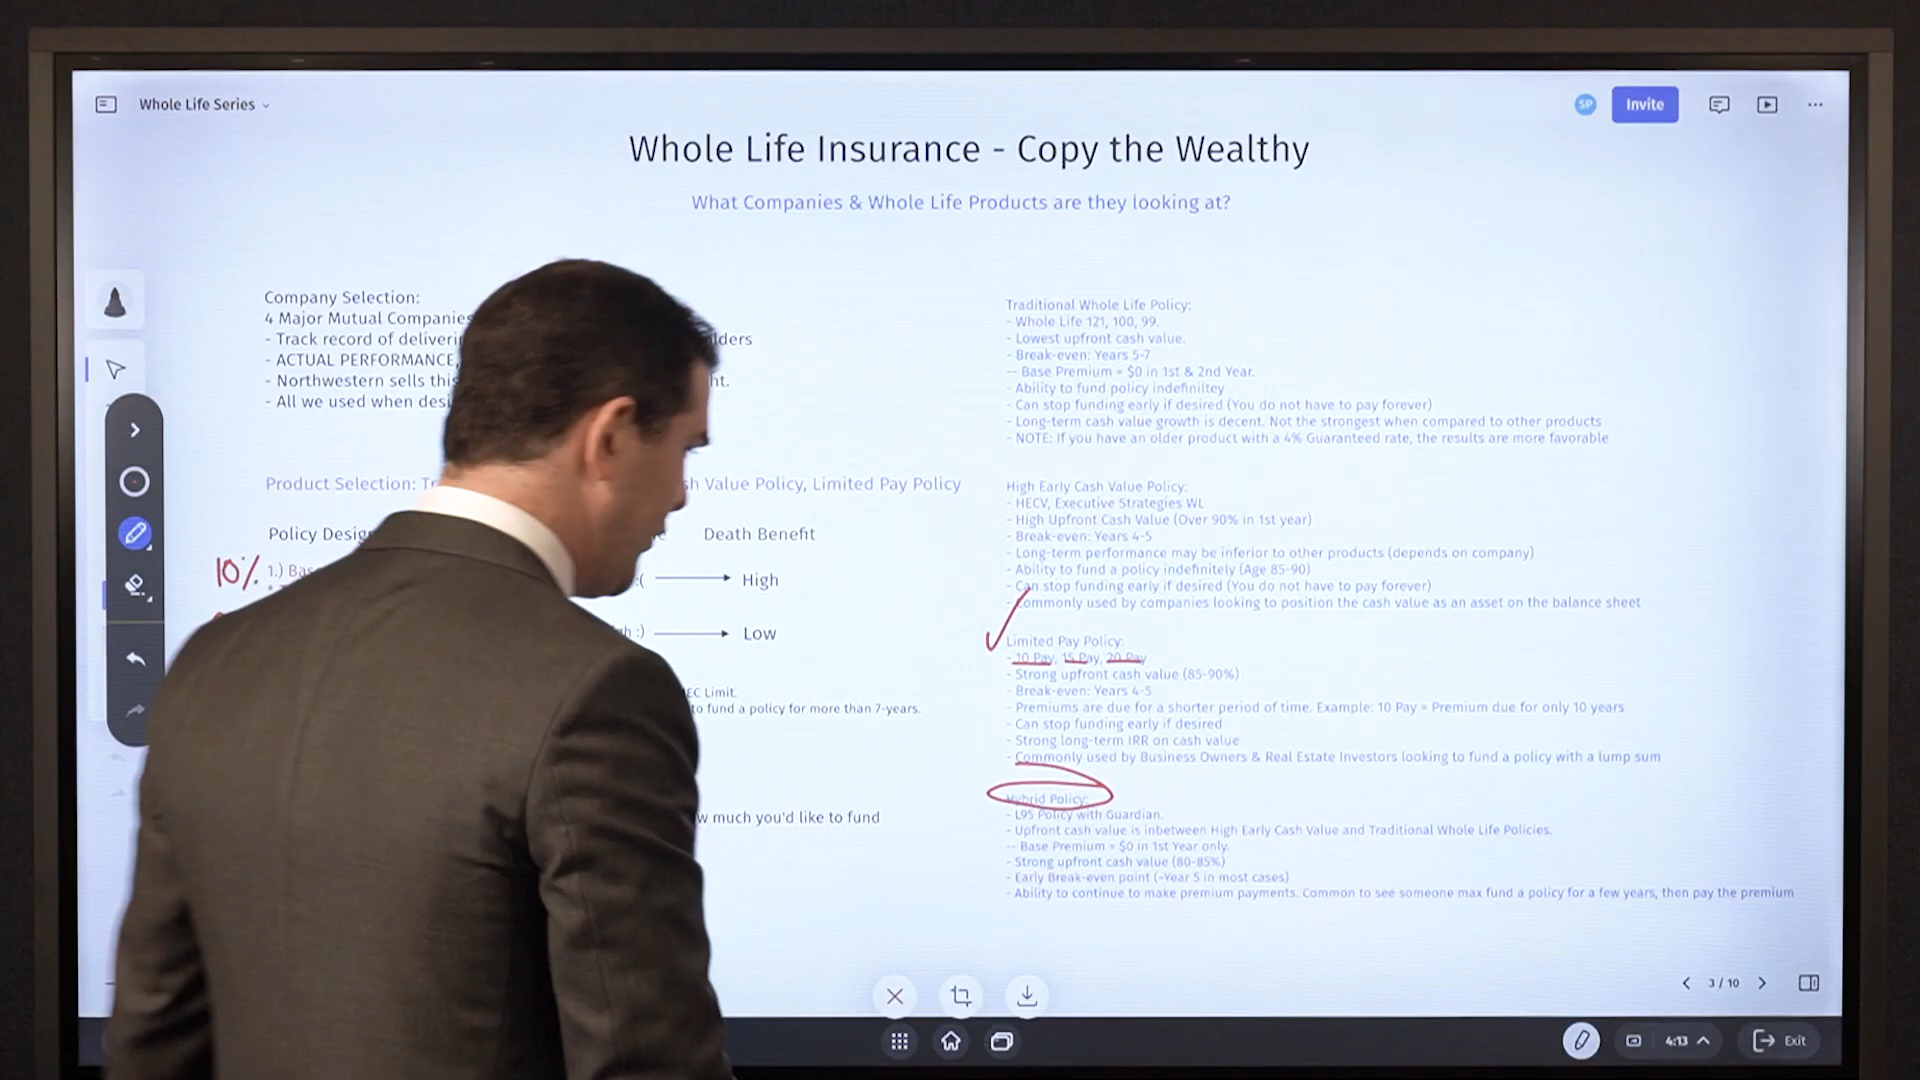 Whole Life Series
SP
Invite
Whole Life Insurance - Copy the Wealthy
What Companies & Whole Life Products are they looking at?
Company Selection:
4 Major Mutual Companies
- Track record of deliveri
lders
- ACTUAL PERFORMANCE,
- Northwestern sells this
ht.
- All we used when desi
Product Selection: Tr
sh Value Policy, Limited Pay Policy
Policy Desig
Death Benefit
10%
1.) Bas
:(
High
gh :)
Low
EC Limit.
to fund a policy for more than 7-years.
w much you'd like to fund
Traditional Whole Life Policy:
- Whole Life 121, 100, 99.
- Lowest upfront cash value.
- Break-even: Years 5-7
-- Base Premium = $0 in 1st & 2nd Year.
- Ability to fund policy indefiniltey
- Can stop funding early if desired (You do not have to pay forever)
- Long-term cash value growth is decent. Not the strongest when compared to other products
- NOTE: If you have an older product with a 4% Guaranteed rate, the results are more favorable
High Early Cash Value Policy:
- HECV, Executive Strategies WL
- High Upfront Cash Value (Over 90% in 1st year)
- Break-even: Years 4-5
- Long-term performance may be inferior to other products (depends on company)
- Ability to fund a policy indefinitely (Age 85-90)
- Can stop funding early if desired (You do not have to pay forever)
- Commonly used by companies looking to position the cash value as an asset on the balance sheet
Limited Pay Policy:
- 10 Pay, 15 Pay, 20 Pay
- Strong upfront cash value (85-90%)
- Break-even: Years 4-5
- Premiums are due for a shorter period of time. Example: 10 Pay = Premium due for only 10 years
- Can stop funding early if desired
- Strong long-term IRR on cash value
- Commonly used by Business Owners & Real Estate Investors looking to fund a policy with a lump sum
Hybrid Policy:
- L95 Policy with Guardian.
- Upfront cash value is inbetween High Early Cash Value and Traditional Whole Life Policies.
-- Base Premium = $0 in 1st Year only.
- Strong upfront cash value (80-85%)
- Early Break-even point (~Year 5 in most cases)
- Ability to continue to make premium payments. Common to see someone max fund a policy for a few years, then pay the premium
3 / 10
4:13
Exit